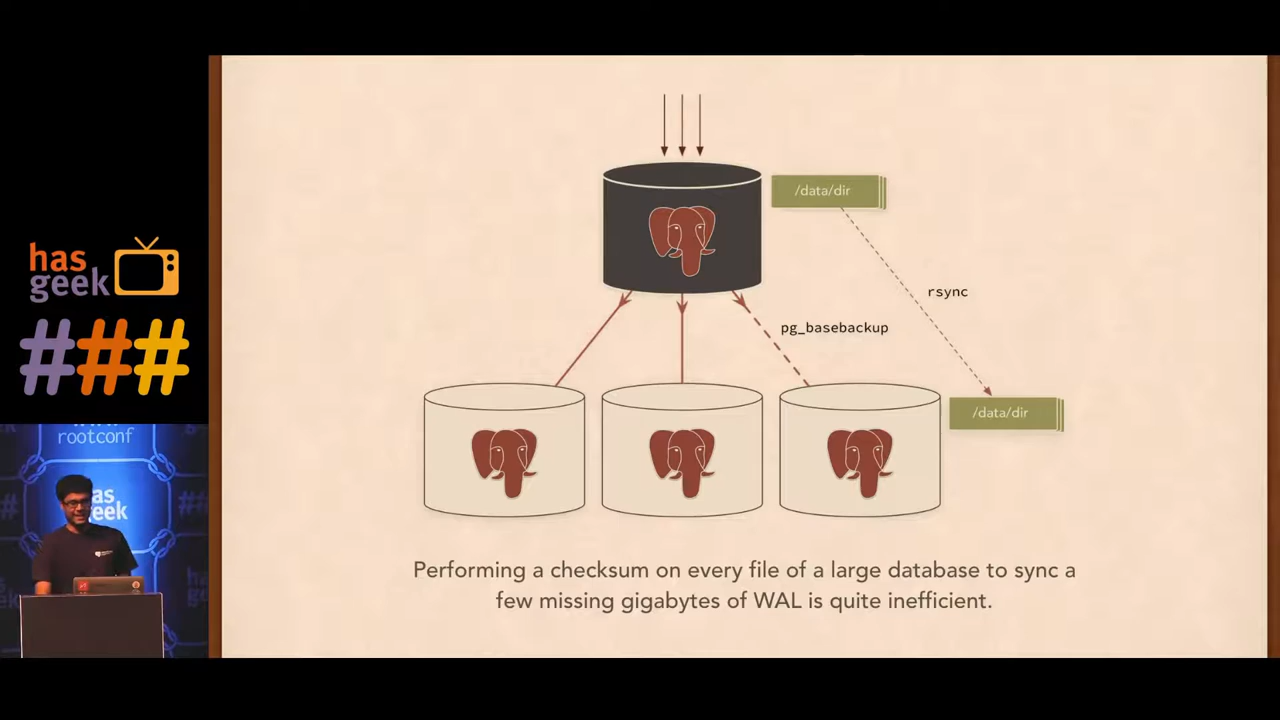 has
geek
###
rootconf
has
geek
/data/dir
rsync
pg_basebackup
/data/dir
Performing a checksum on every file of a large database to sync a
few missing gigabytes of WAL is quite inefficient.